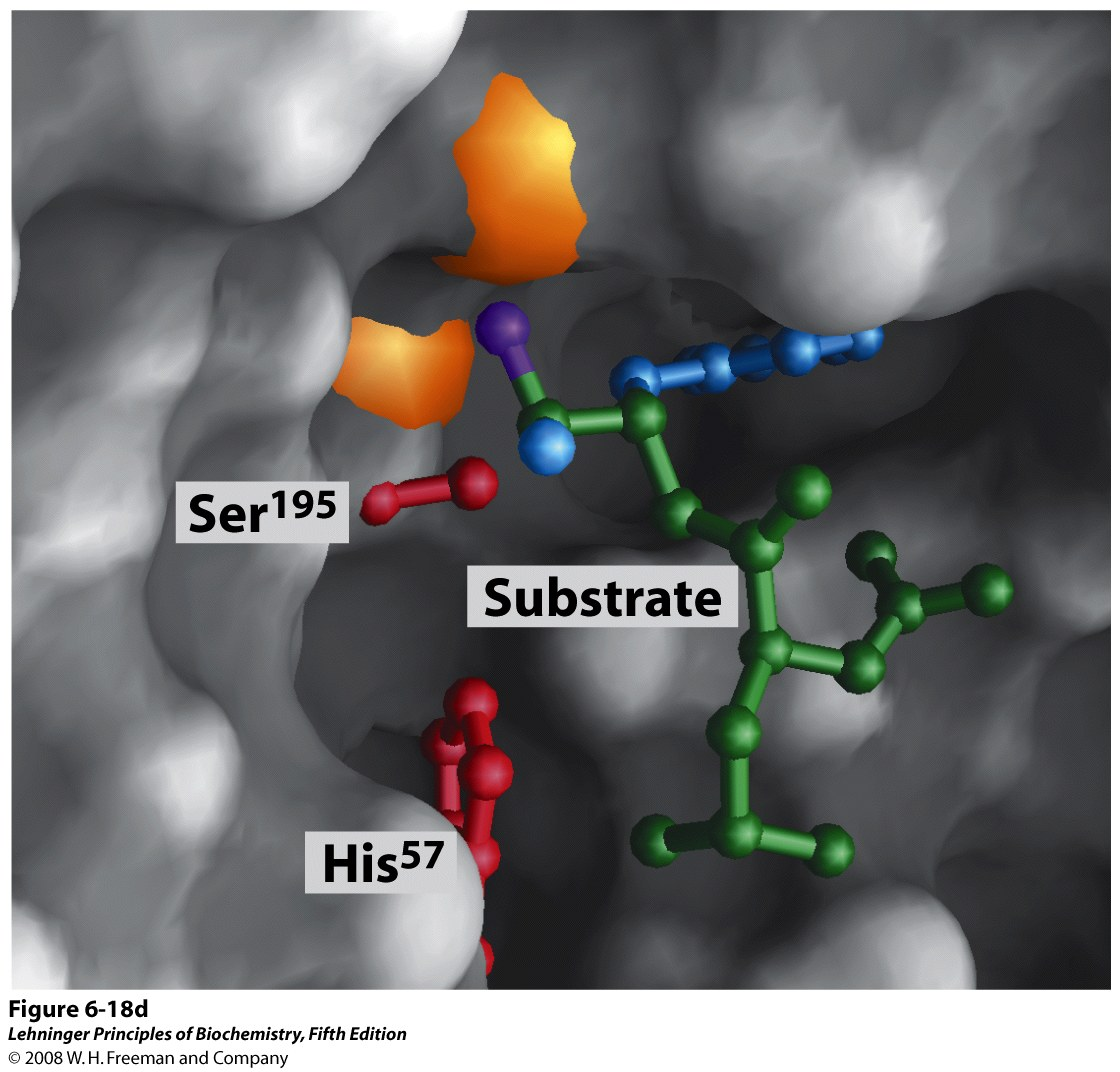 Ser195
Substrate
His57
Figure 6-18d
Lehninger Principles of Biochemistry, Fifth Edition
© 2008 W. H. Freeman and Company